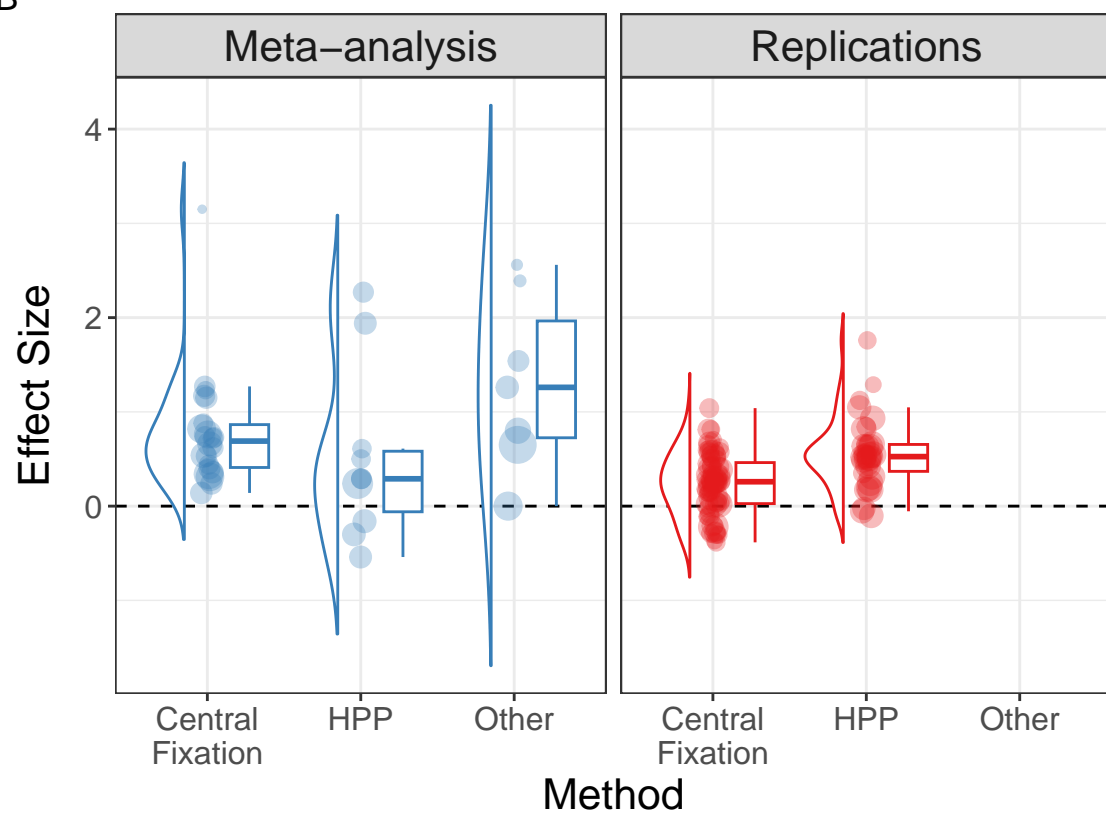 B
Meta−analysis
Replications
Effect Size
4
2
0
Central
Fixation
HPP
Other
Central
Fixation
HPP
Other
Method